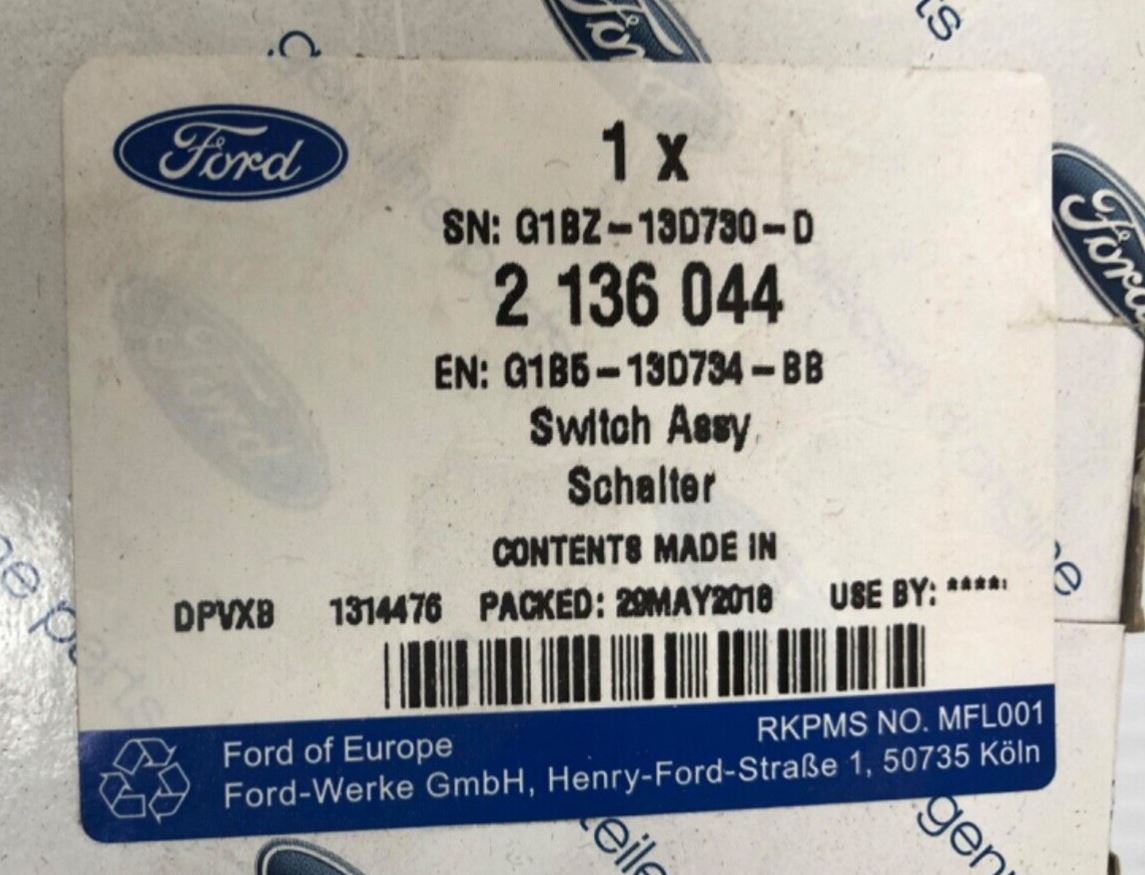 Ford
1 x
SN: G1BZ-13D730-D
2 136 044
EN: G1B5-13D734-BB
Switch Assy
Schalter
CONTENTS MADE IN
DPVXB 1314476 PACKED: 29MAY2018 USE BY: ****:
RKPMS NO. MFL001
Ford of Europe
Ford-Werke GmbH, Henry-Ford-Straße 1, 50735 Köln
Ford